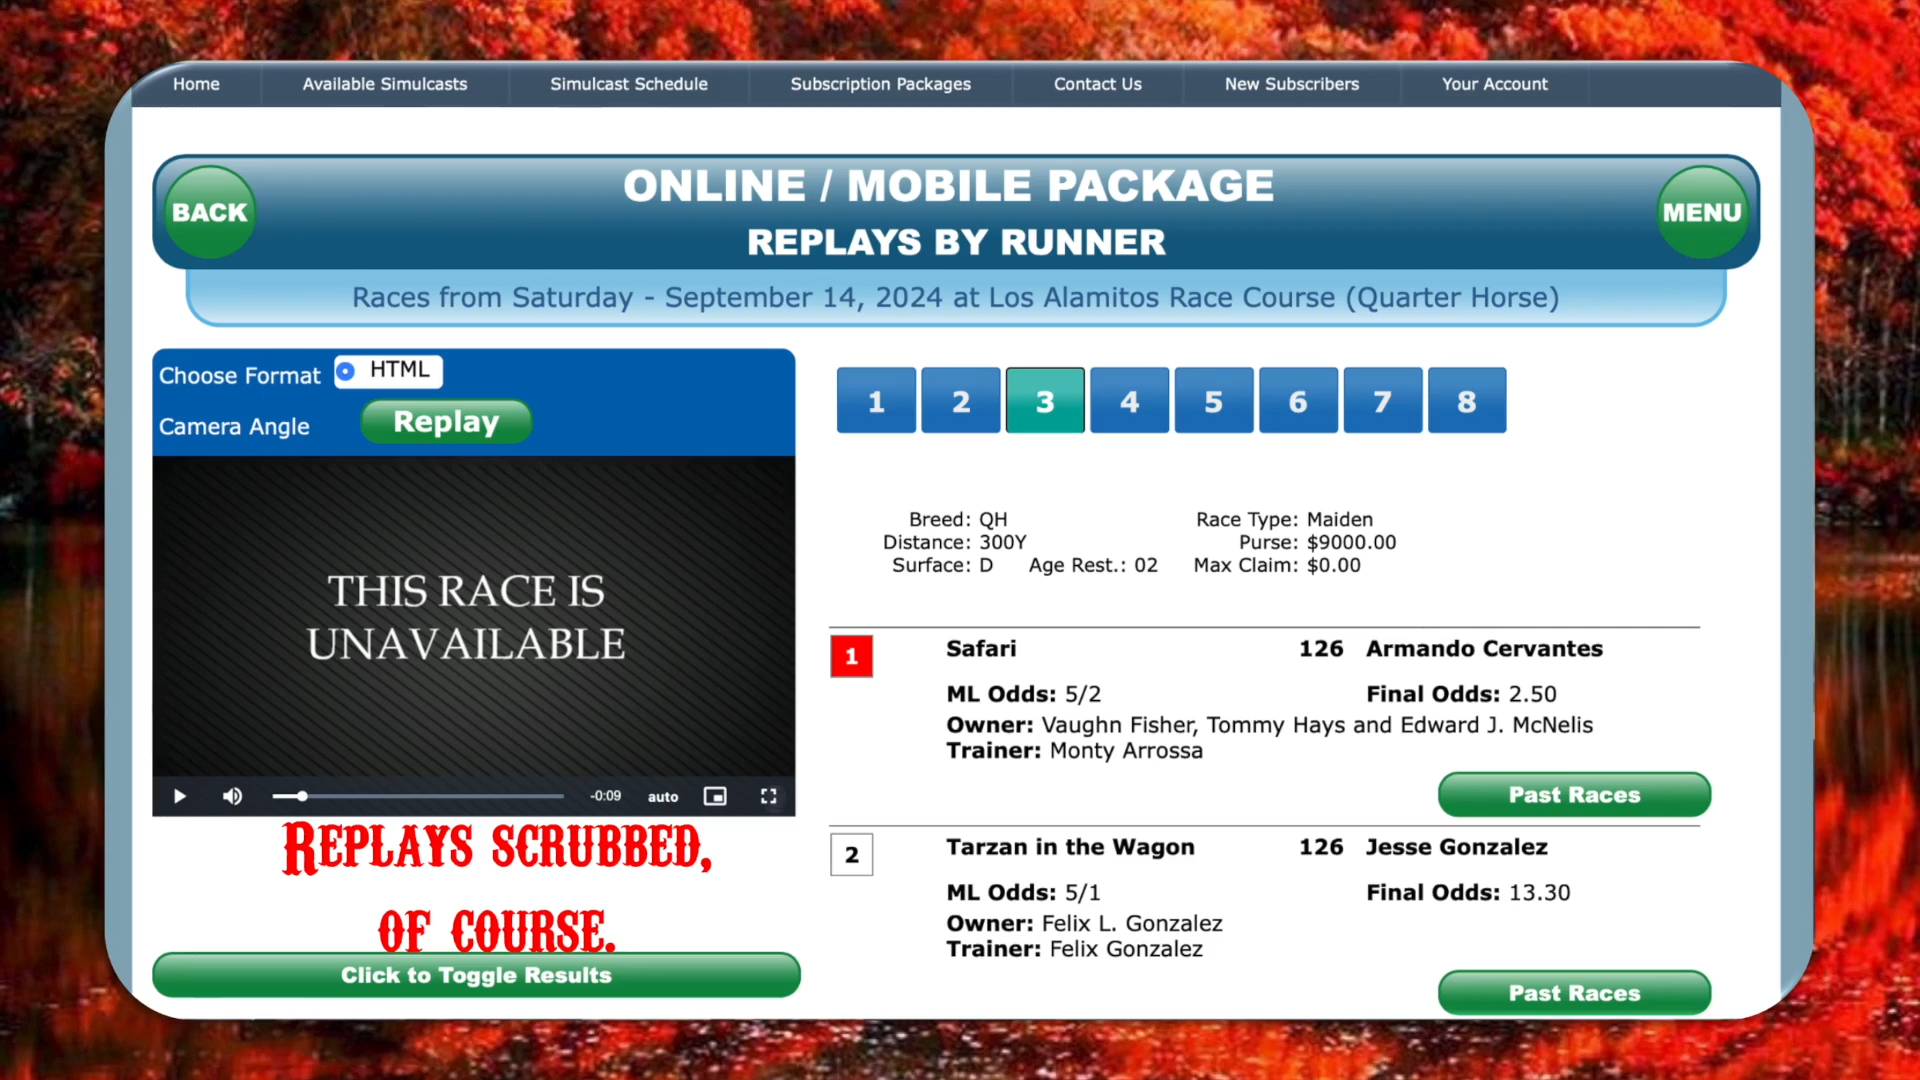 Home Available Simulcasts Simulcast Schedule Subscription Packages Contact Us New Subscribers Your Account
BACK
ONLINE / MOBILE PACKAGE
REPLAYS BY RUNNER
MENU
Races from Saturday - September 14, 2024 at Los Alamitos Race Course (Quarter Horse)
Choose Format HTML
Camera Angle Replay
THIS RACE IS
UNAVAILABLE
-0:09 auto
REPLAYS SCRUBBED,
OF COURSE.
Click to Toggle Results
1 2 3 4 5 6 7 8
Breed: QH Race Type: Maiden
Distance: 300Y Purse: $9000.00
Surface: D Age Rest.: 02 Max Claim: $0.00
1 Safari 126 Armando Cervantes
ML Odds: 5/2 Final Odds: 2.50
Owner: Vaughn Fisher, Tommy Hays and Edward J. McNelis
Trainer: Monty Arrossa
Past Races
2 Tarzan in the Wagon 126 Jesse Gonzalez
ML Odds: 5/1 Final Odds: 13.30
Owner: Felix L. Gonzalez
Trainer: Felix Gonzalez
Past Races